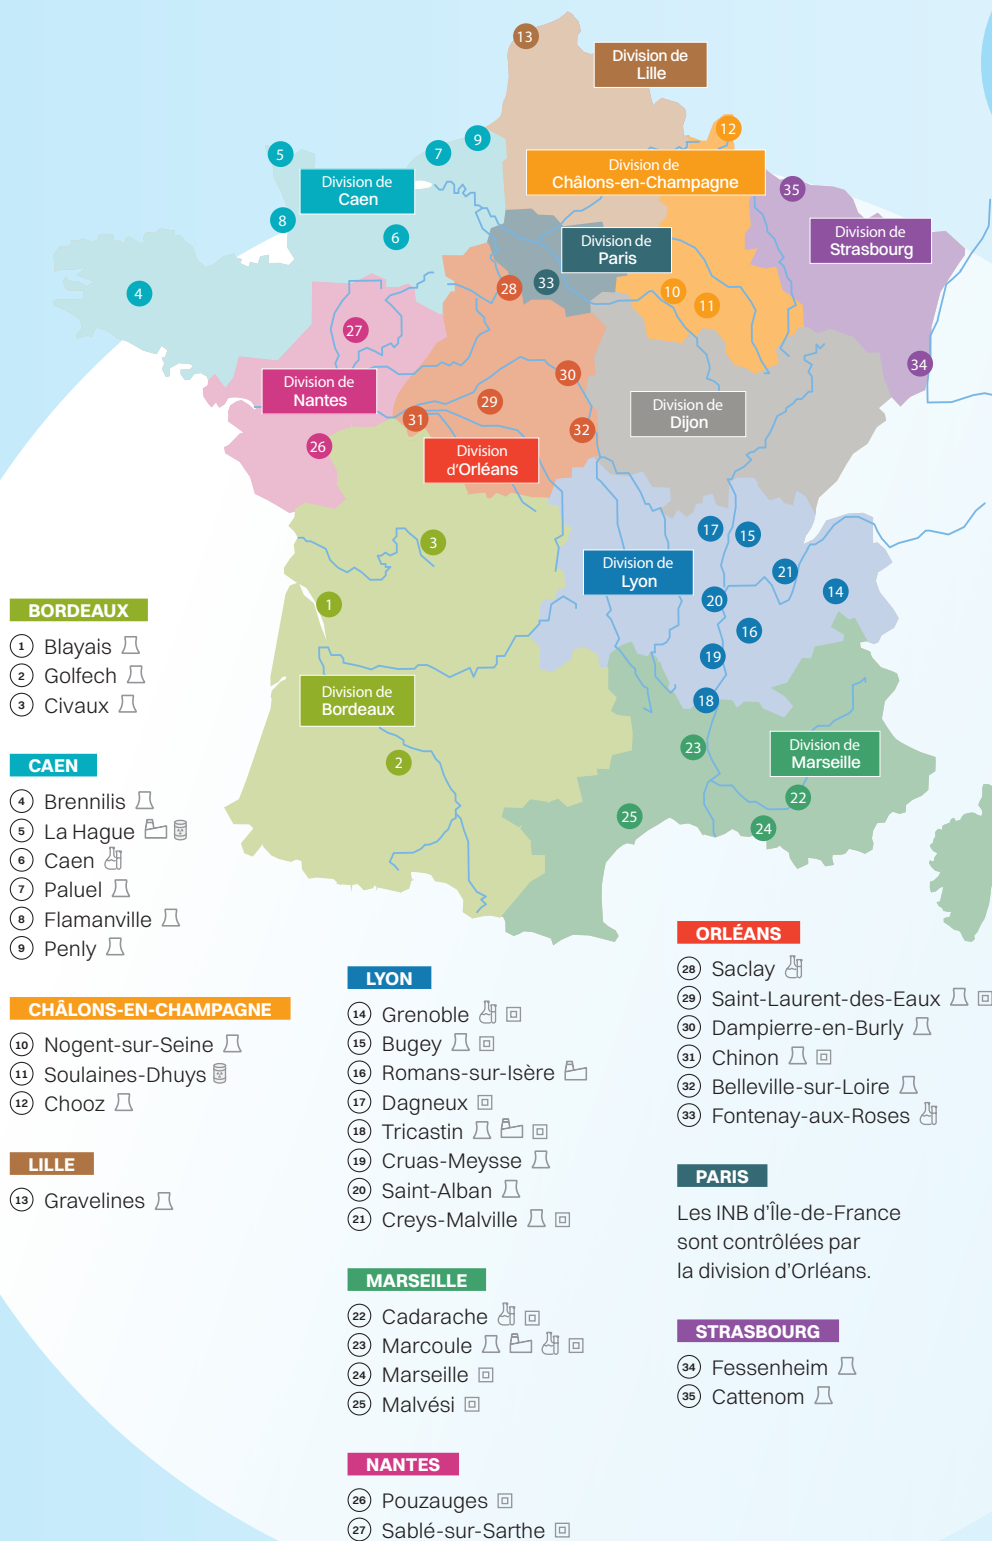 13
Division de
Lille
12
9
7
5
Division de
Châlons-en-Champagne
35
Division de
Caen
8
6
Division de
Strasbourg
Division de
Paris
4
28
33
10
11
27
34
30
Division de
Nantes
29
Division de
Dijon
31
32
26
Division
d'Orléans
17
15
3
Division de
Lyon
21
14
20
1
16
19
18
Division de
Bordeaux
23
Division de
Marseille
2
22
25
24
BORDEAUX
1 Blayais
2 Golfech
3 Civaux
CAEN
4 Brennilis
5 La Hague
6 Caen
7 Paluel
8 Flamanville
9 Penly
CHÂLONS-EN-CHAMPAGNE
10 Nogent-sur-Seine
11 Soulaines-Dhuys
12 Chooz
LILLE
13 Gravelines
LYON
14 Grenoble
15 Bugey
16 Romans-sur-Isère
17 Dagneux
18 Tricastin
19 Cruas-Meysse
20 Saint-Alban
21 Creys-Malville
MARSEILLE
22 Cadarache
23 Marcoule
24 Marseille
25 Malvési
NANTES
26 Pouzauges
27 Sablé-sur-Sarthe
ORLÉANS
28 Saclay
29 Saint-Laurent-des-Eaux
30 Dampierre-en-Burly
31 Chinon
32 Belleville-sur-Loire
33 Fontenay-aux-Roses
PARIS
Les INB d'Île-de-France
sont contrôlées par
la division d'Orléans.
STRASBOURG
34 Fessenheim
35 Cattenom